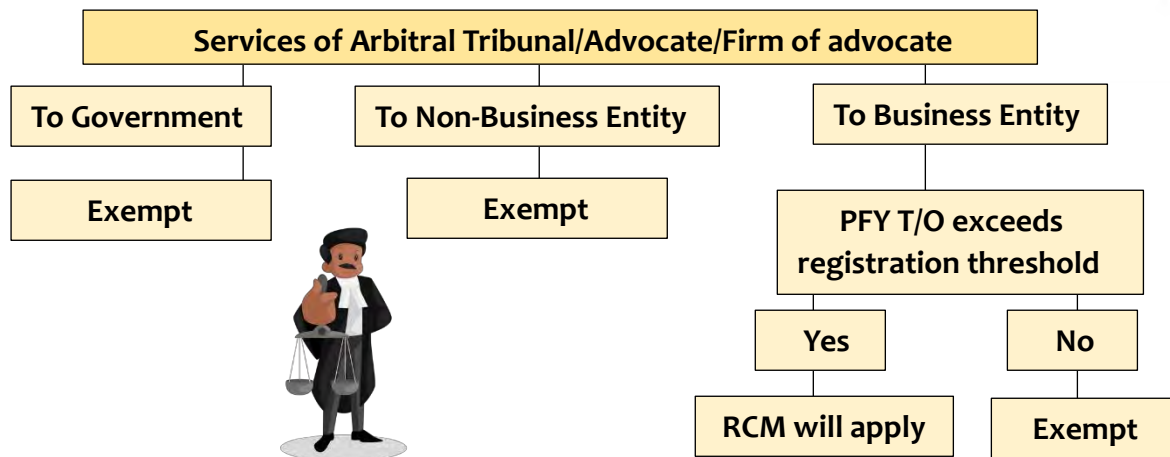 Services of Arbitral Tribunal/Advocate/Firm of advocate
To Government
To Non-Business Entity
To Business Entity
Exempt
Exempt
PFY T/O exceeds
registration threshold
Yes
No
RCM will apply
Exempt